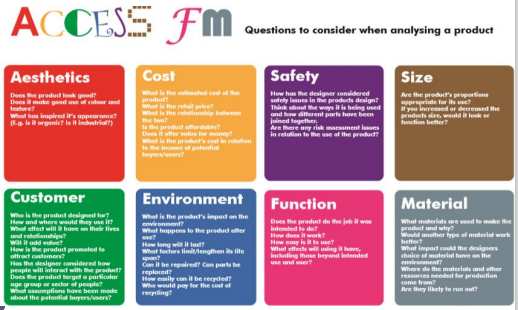 ACCESS FM
Questions to consider when analysing a product
Aesthetics
Does the product look good?
Does it make good use of colour and
texture?
What has inspired it's appearance?
(E.g. is it organic? Is it industrial?)
Cost
What is the estimated cost of the
product?
What is the retail price?
What is the relationship between
the two?
Is the product affordable?
Does it offer value for money?
What is the product's cost in relation
to the income of potential
buyers/users?
Safety
How has the designer considered
safety issues in the products design?
Think about the ways it is being used
and how different parts have been
joined together.
Are there any risk assessment issues
in relation to the use of the product?
Size
Are the product's proportions
appropriate for its use?
If you increased or decreased the
products size, would it look or
function better?
Customer
Who is the product designed for?
How and where would they use it?
What effect will it have on their lives
and relationships?
Will it add value?
How is the product promoted to
attract customers?
Has the designer considered how
people will interact with the product?
Does the product target a particular
age group or sector of people?
What assumptions have been made
about the potential buyers/users?
Environment
What is the product's impact on the
environment?
What happens to the product after
use?
How long will it last?
What factors limit/lengthen its life
span?
Can it be repaired? Can parts be
replaced?
How easily can it be recycled?
Who would pay for the cost of
recycling?
Function
Does the product do the job it was
intended to do?
How does it work?
How easy is it to use?
What effects will using it have,
including those beyond intended
use and user?
Material
What materials are used to make the
product and why?
Would another type of material work
better?
What impact could the designers
choice of material have on the
environment?
Where do the materials and other
resources needed for production
come from?
Are they likely to run out?